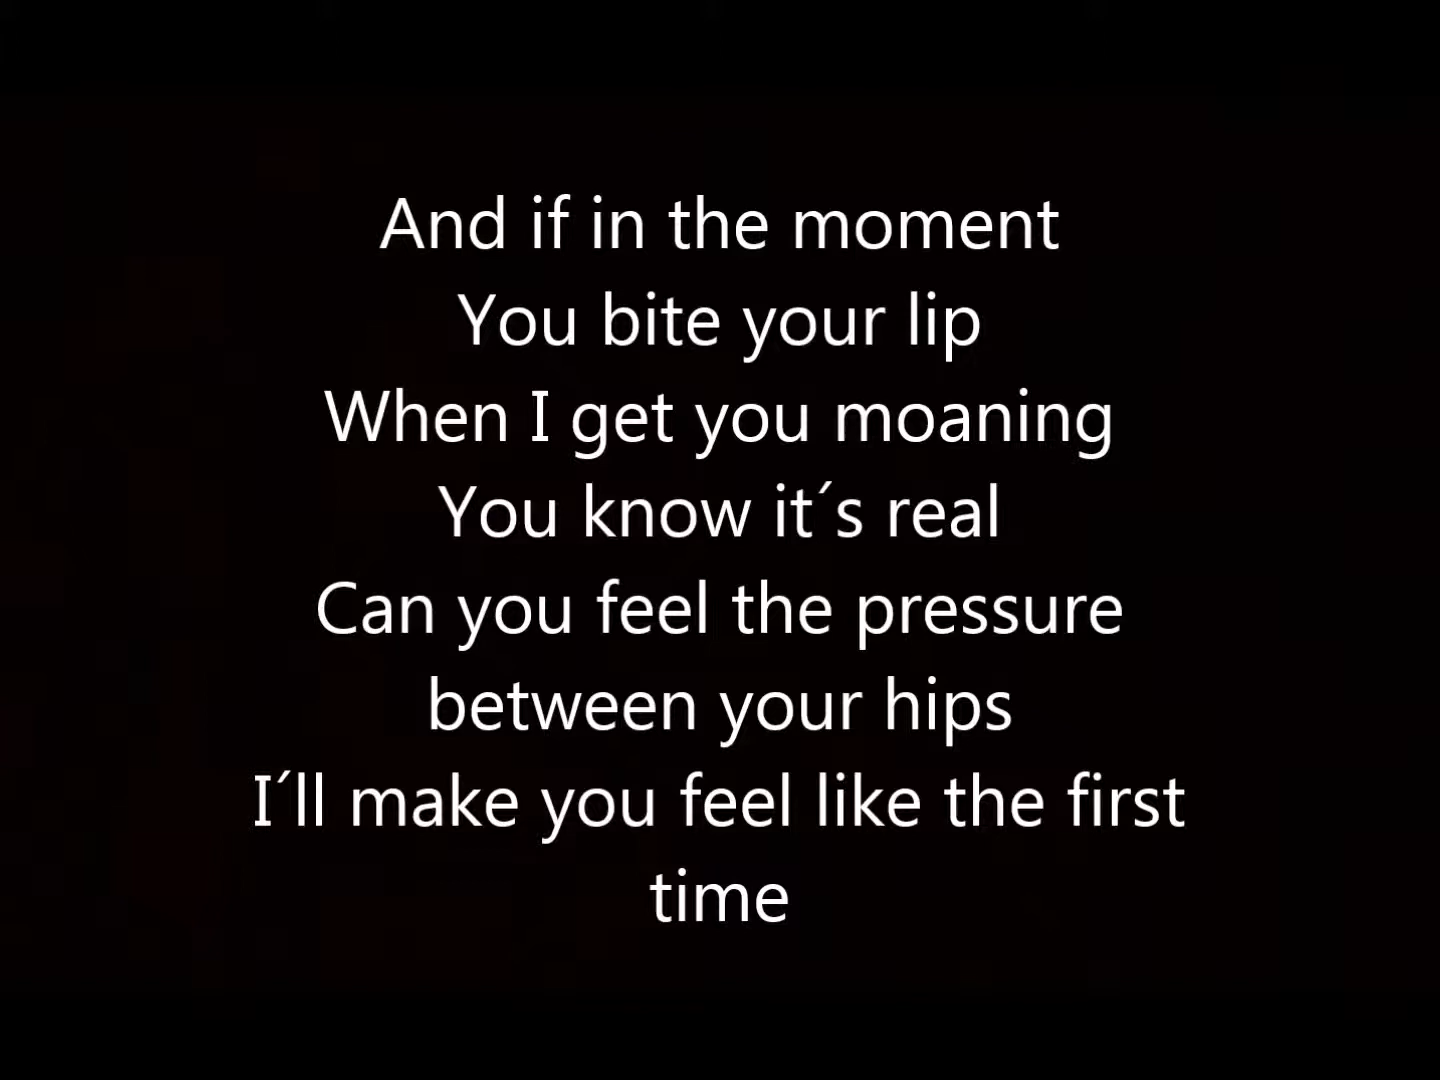 And if in the moment
You bite your lip
When I get you moaning
You know it´s real
Can you feel the pressure
between your hips
I´ll make you feel like the first
time